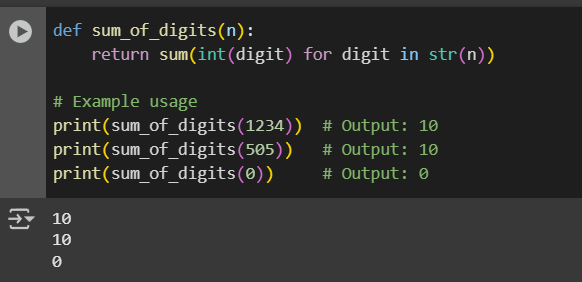 def sum_of_digits(n):
    return sum(int(digit) for digit in str(n))

# Example usage
print(sum_of_digits(1234))  # Output: 10
print(sum_of_digits(505))   # Output: 10
print(sum_of_digits(0))     # Output: 0
10
10
0